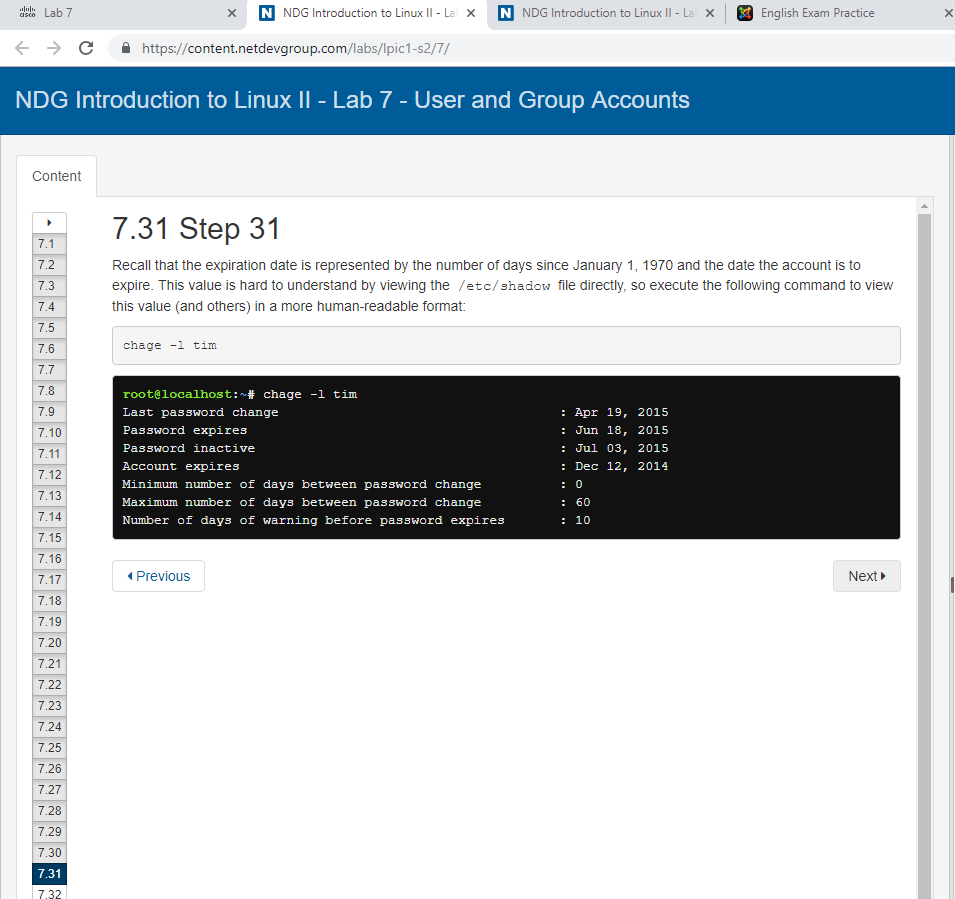 cisco
Lab 7
NDG Introduction to Linux II - La
NDG Introduction to Linux II - La
English Exam Practice
https://content.netdevgroup.com/labs/lpic1-s2/7/
NDG Introduction to Linux II - Lab 7 - User and Group Accounts
Content
7.1
7.2
7.3
7.4
7.5
7.6
7.7
7.8
7.9
7.10
7.11
7.12
7.13
7.14
7.15
7.16
7.17
7.18
7.19
7.20
7.21
7.22
7.23
7.24
7.25
7.26
7.27
7.28
7.29
7.30
7.31
7.32
7.31 Step 31
Recall that the expiration date is represented by the number of days since January 1, 1970 and the date the account is to
expire. This value is hard to understand by viewing the /etc/shadow file directly, so execute the following command to view
this value (and others) in a more human-readable format:
chage -l tim
root@localhost:~# chage -l tim
Last password change : Apr 19, 2015
Password expires : Jun 18, 2015
Password inactive : Jul 03, 2015
Account expires : Dec 12, 2014
Minimum number of days between password change : 0
Maximum number of days between password change : 60
Number of days of warning before password expires : 10
Previous
Next